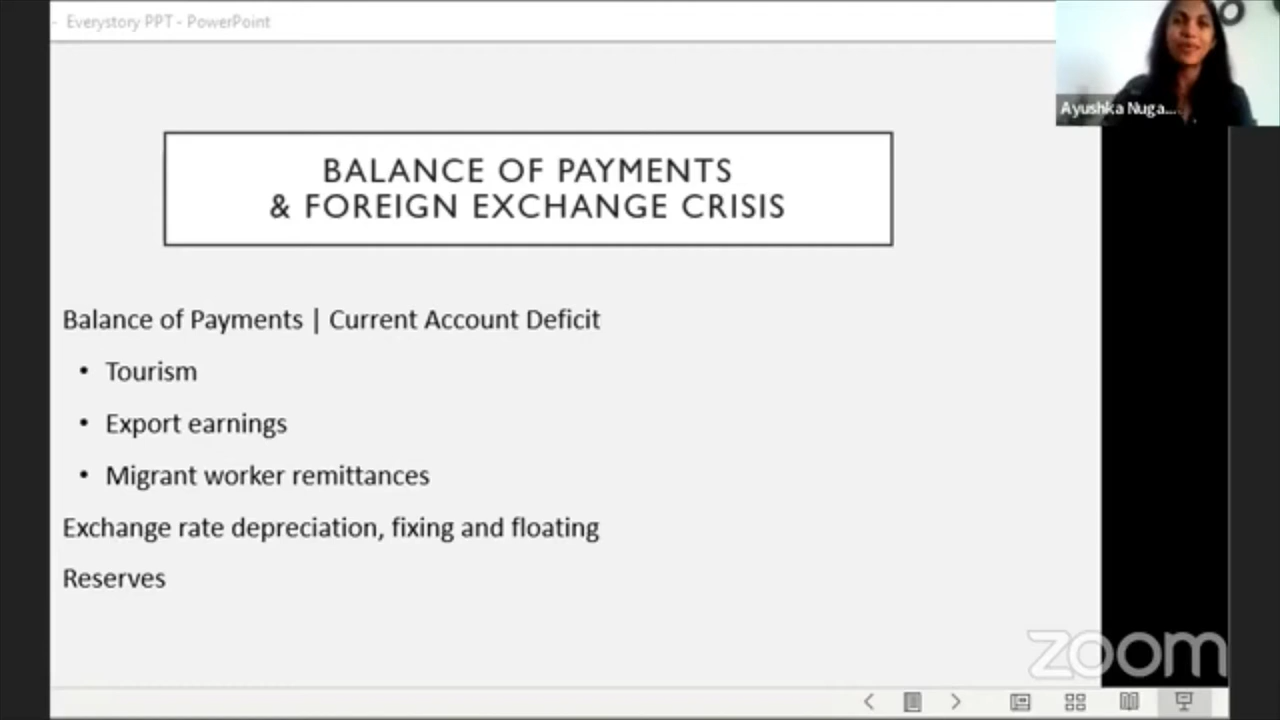 Everystory PPT - PowerPoint
Ayushka Nuga...
BALANCE OF PAYMENTS
& FOREIGN EXCHANGE CRISIS
Balance of Payments | Current Account Deficit
• Tourism
• Export earnings
• Migrant worker remittances
Exchange rate depreciation, fixing and floating
Reserves
zoom